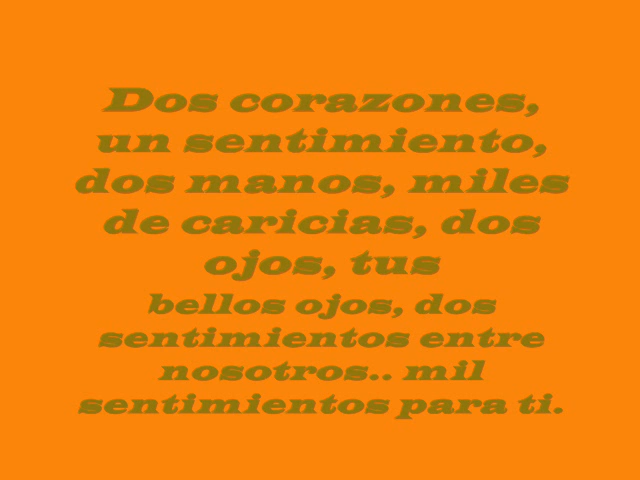 Dos corazones,
un sentimiento,
dos manos, miles
de caricias, dos
ojos, tus
bellos ojos, dos
sentimientos entre
nosotros.. mil
sentimientos para ti.